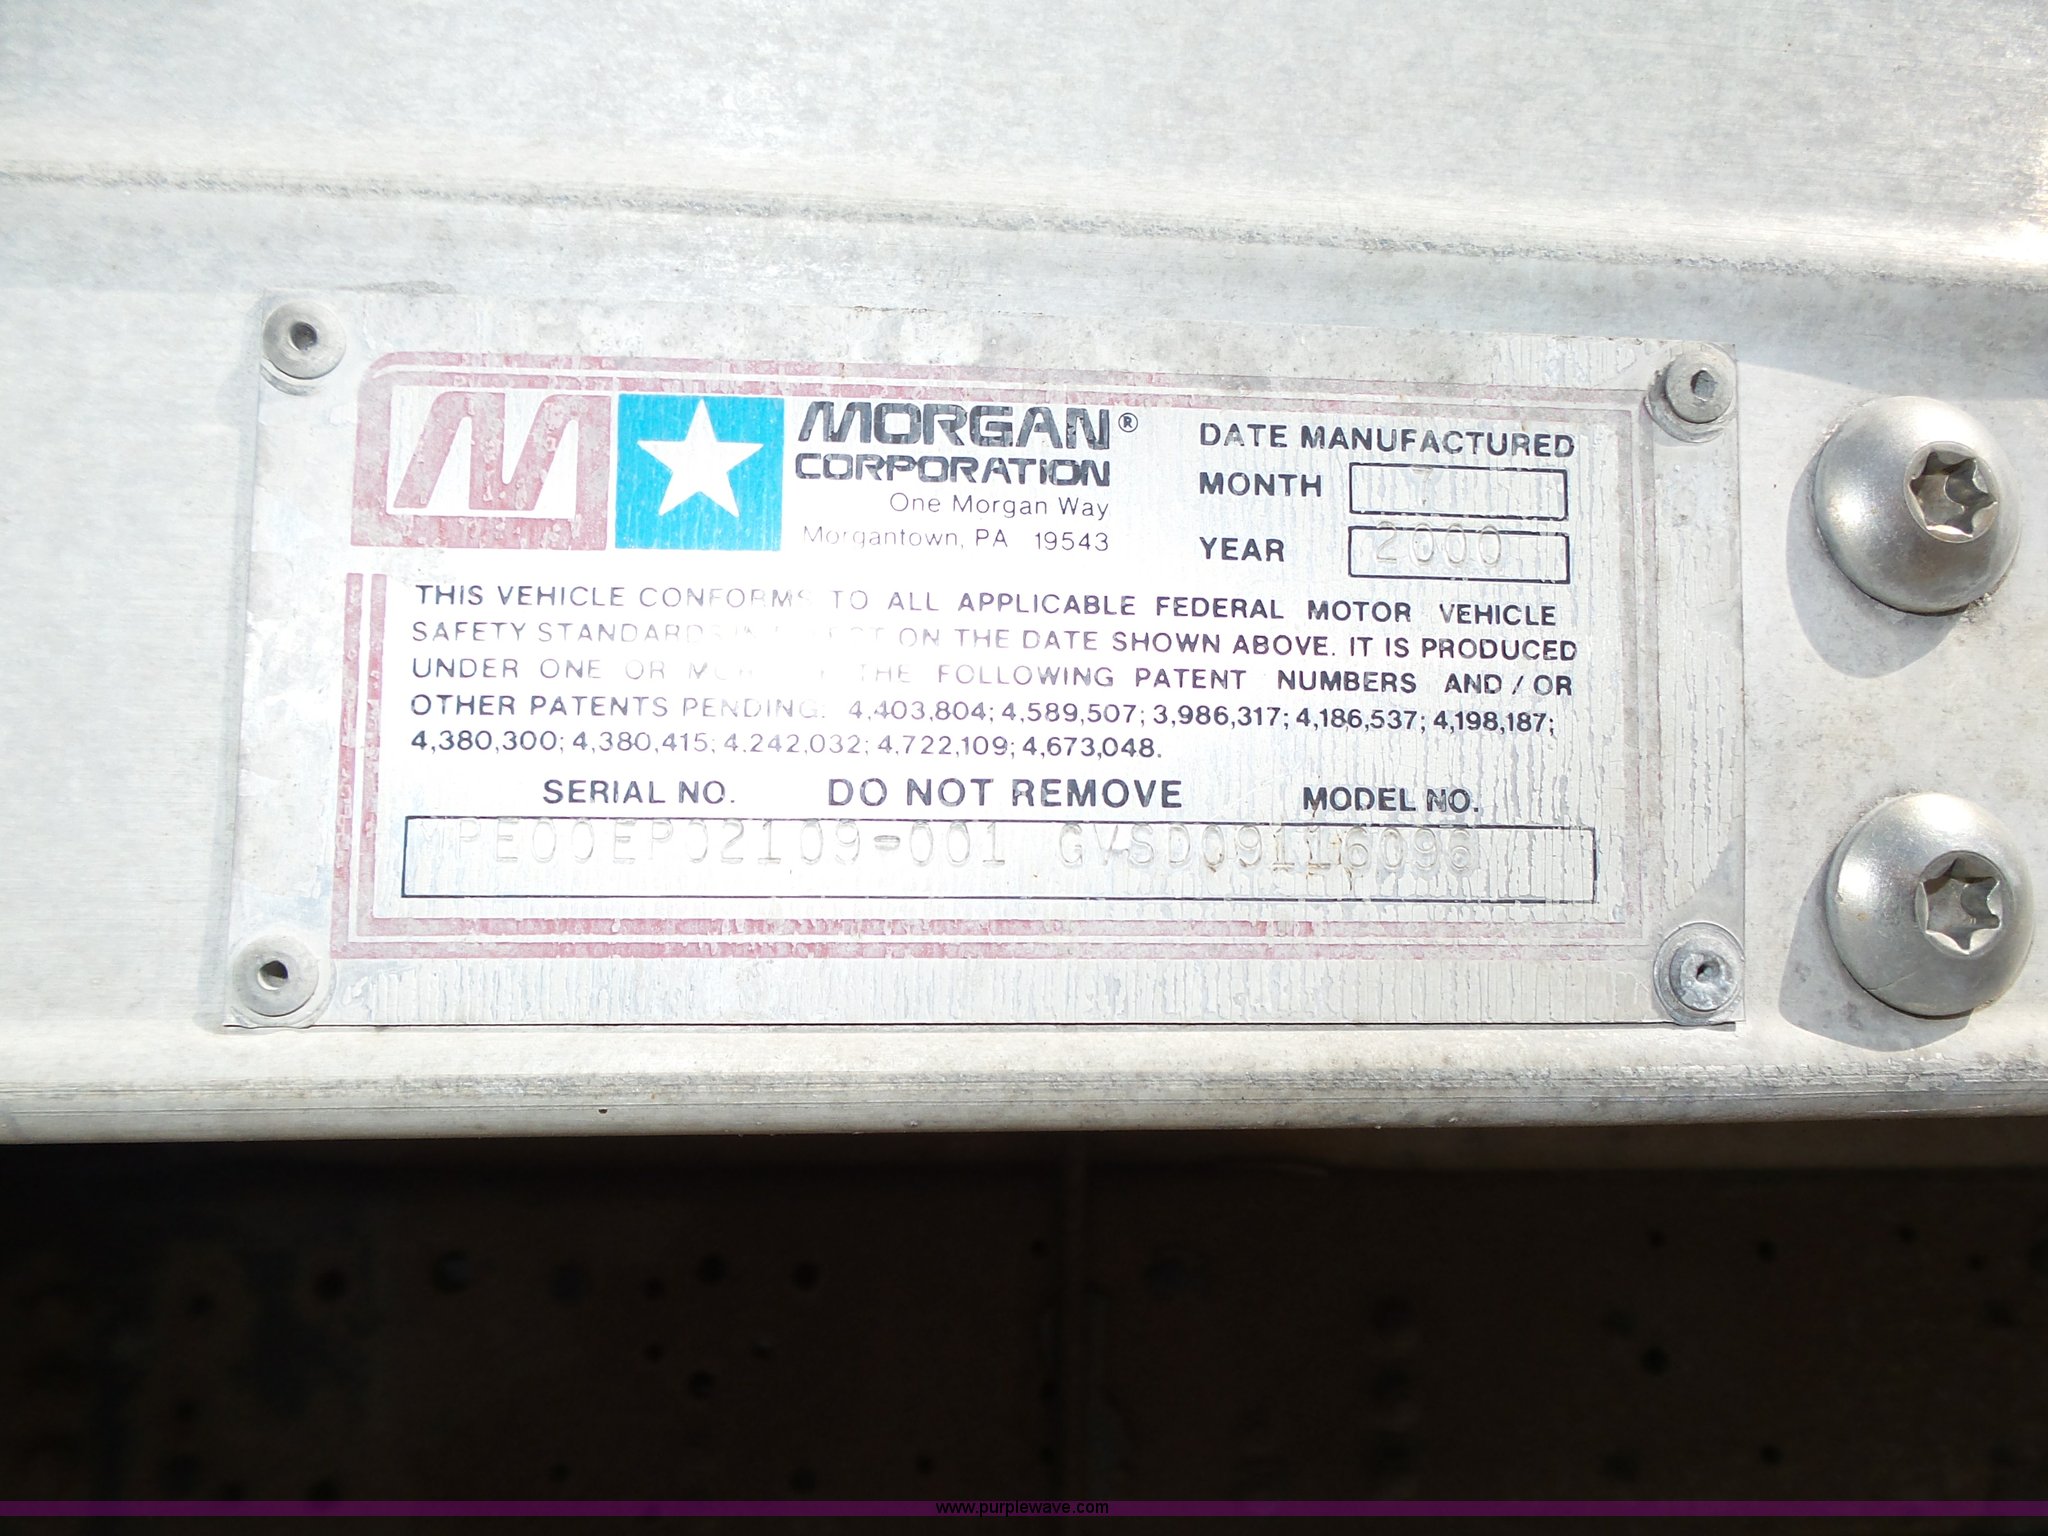 MORGAN®
CORPORATION
One Morgan Way
Morgantown, PA 19543
DATE MANUFACTURED
MONTH 7
YEAR 2000
THIS VEHICLE CONFORMS TO ALL APPLICABLE FEDERAL MOTOR VEHICLE
SAFETY STANDARDS ON THE DATE SHOWN ABOVE. IT IS PRODUCED
UNDER ONE OR THE FOLLOWING PATENT NUMBERS AND/OR
OTHER PATENTS PENDING. 4,403,804; 4,589,507; 3,986,317; 4,186,537; 4,198,187;
4,380,300; 4,380,415; 4,242,032; 4,722,109; 4,673,048.
SERIAL NO. DO NOT REMOVE MODEL NO.
MPE00EP02109-001 GVSD09116096
www.purplewave.com